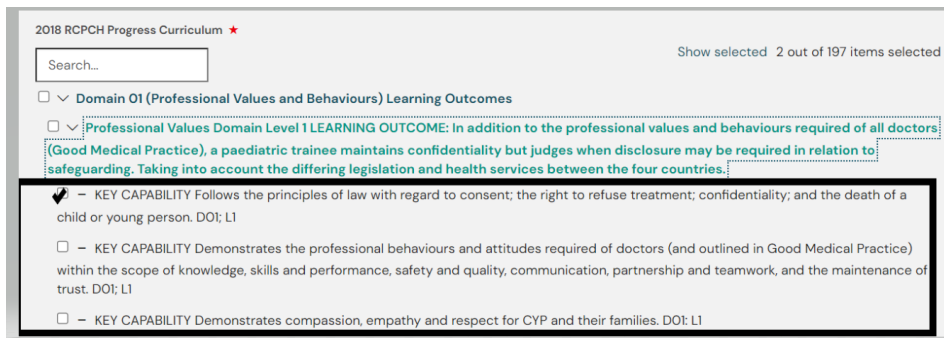 2018 RCPCH Progress Curriculum ★
Show selected 2 out of 197 items selected
Search...
Domain 01 (Professional Values and Behaviours) Learning Outcomes
Professional Values Domain Level 1 LEARNING OUTCOME: In addition to the professional values and behaviours required of all doctors
(Good Medical Practice), a paediatric trainee maintains confidentiality but judges when disclosure may be required in relation to
safeguarding. Taking into account the differing legislation and health services between the four countries.
– KEY CAPABILITY Follows the principles of law with regard to consent; the right to refuse treatment; confidentiality; and the death of a
child or young person. D01; L1
– KEY CAPABILITY Demonstrates the professional behaviours and attitudes required of doctors (and outlined in Good Medical Practice)
within the scope of knowledge, skills and performance, safety and quality, communication, partnership and teamwork, and the maintenance of
trust. D01; L1
– KEY CAPABILITY Demonstrates compassion, empathy and respect for CYP and their families. D01: L1